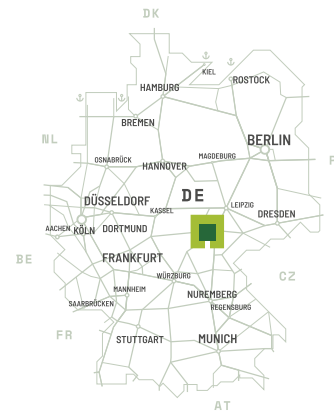 DK
KIEL
ROSTOCK
HAMBURG
BREMEN
BERLIN
NL
OSNABRÜCK
HANNOVER
MAGDEBURG
DE
DÜSSELDORF
KASSEL
LEIPZIG
DRESDEN
AACHEN
KÖLN
DORTMUND
BE
FRANKFURT
WÜRZBURG
CZ
MANNHEIM
NUREMBERG
SAARBRÜCKEN
REGENSBURG
FR
STUTTGART
MUNICH
AT